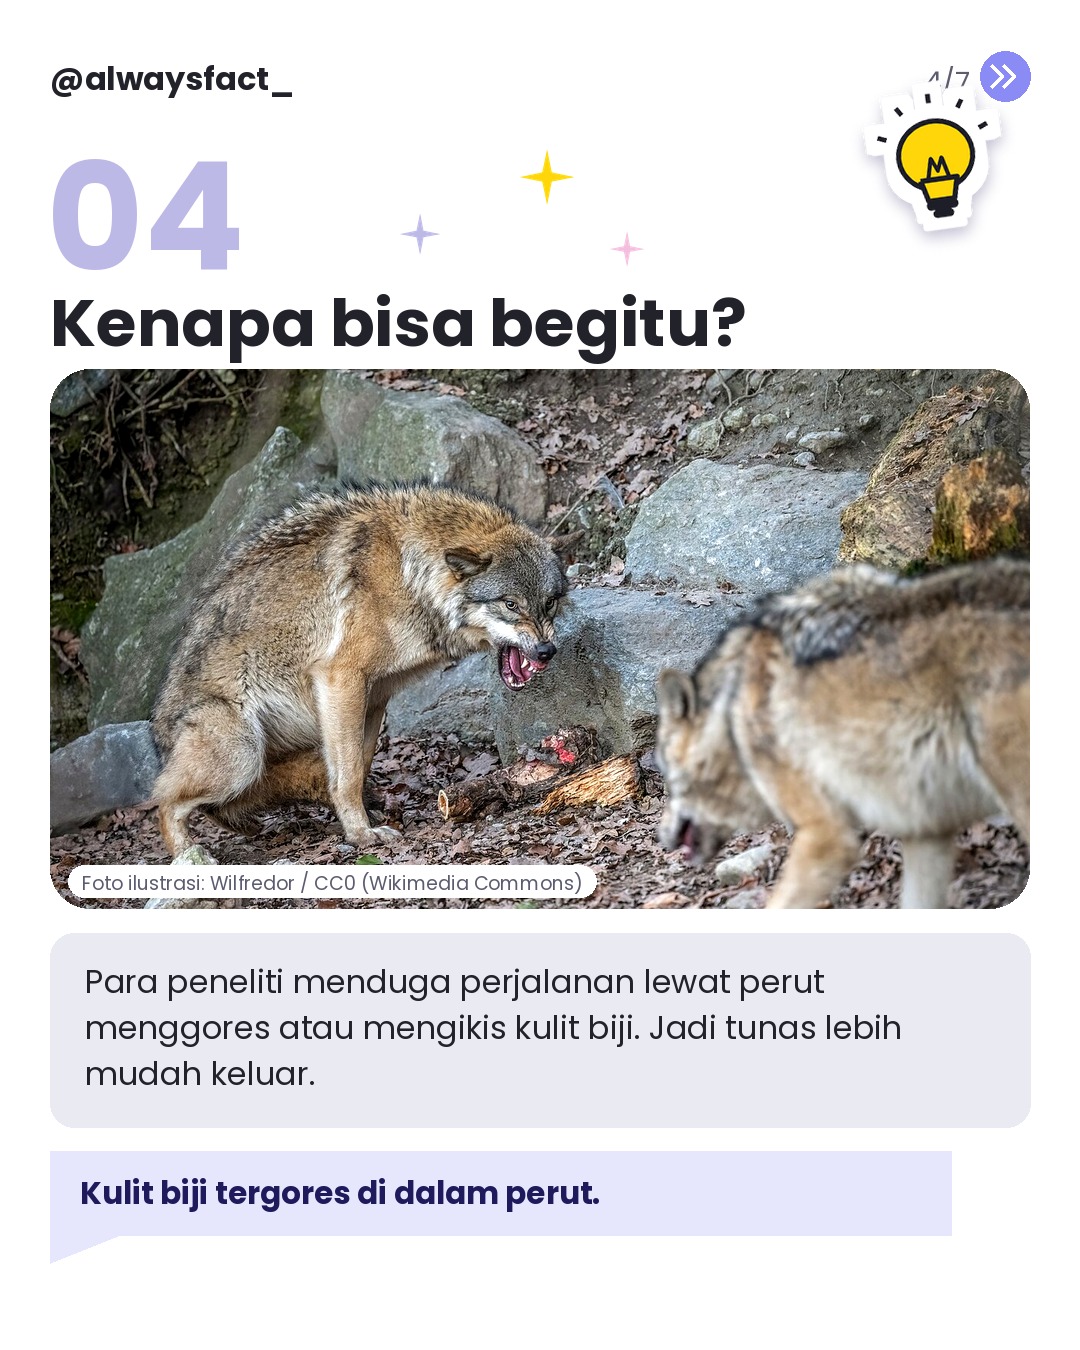 @alwaysfact_
4/7
04
Kenapa bisa begitu?
Foto ilustrasi: Wilfredor / CC0 (Wikimedia Commons)
Para peneliti menduga perjalanan lewat perut
menggores atau mengikis kulit biji. Jadi tunas lebih
mudah keluar.
Kulit biji tergores di dalam perut.